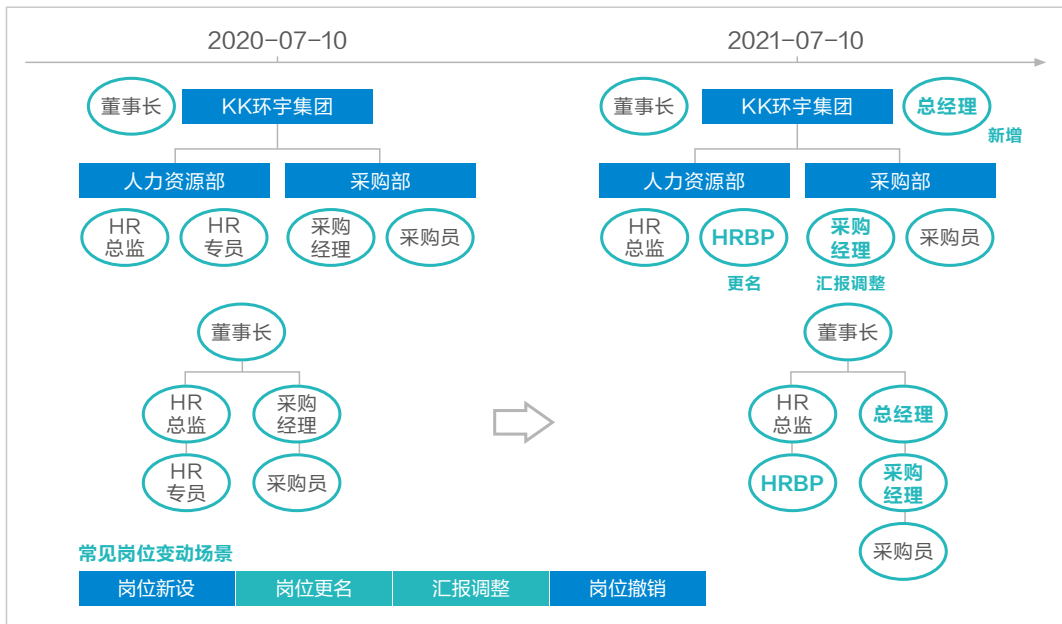 2020-07-10
2021-07-10
董事长
KK环宇集团
人力资源部
采购部
HR
总监
HR
专员
采购
经理
采购员
董事长
KK环宇集团
总经理
新增
人力资源部
采购部
HR
总监
HRBP
采购
经理
采购员
更名
汇报调整
董事长
HR
总监
采购
经理
HR
专员
采购员
董事长
HR
总监
总经理
HRBP
采购
经理
采购员
常见岗位变动场景
岗位新设
岗位更名
汇报调整
岗位撤销